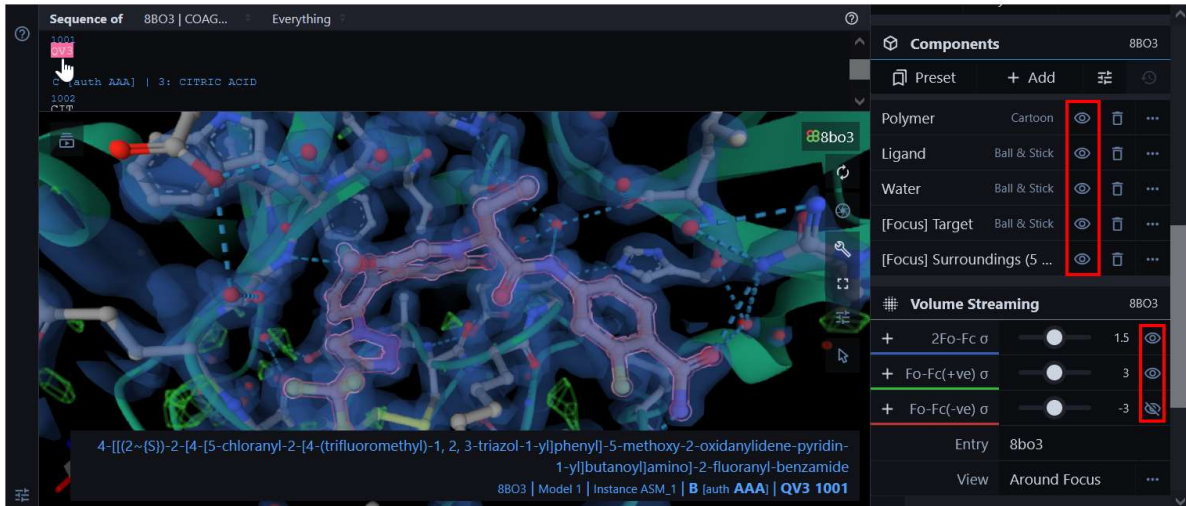 Sequence of 8BO3 | COAG... Everything
1001
QV3
C [auth AAA] | 3: CITRIC ACID
1002
CIT
8bo3
4-[[(2~{S})-2-[4-[5-chloranyl-2-[4-(trifluoromethyl)-1, 2, 3-triazol-1-yl]phenyl]-5-methoxy-2-oxidanylidene-pyridin-
1-yl]butanoyl]amino]-2-fluoranyl-benzamide
8BO3 | Model 1 | Instance ASM_1 | B [auth AAA] | QV3 1001
Components 8BO3
Preset + Add
Polymer Cartoon
Ligand Ball & Stick
Water Ball & Stick
[Focus] Target Ball & Stick
[Focus] Surroundings (5 ...
Volume Streaming 8BO3
+ 2Fo-Fc σ 1.5
+ Fo-Fc(+ve) σ 3
+ Fo-Fc(-ve) σ -3
Entry 8bo3
View Around Focus